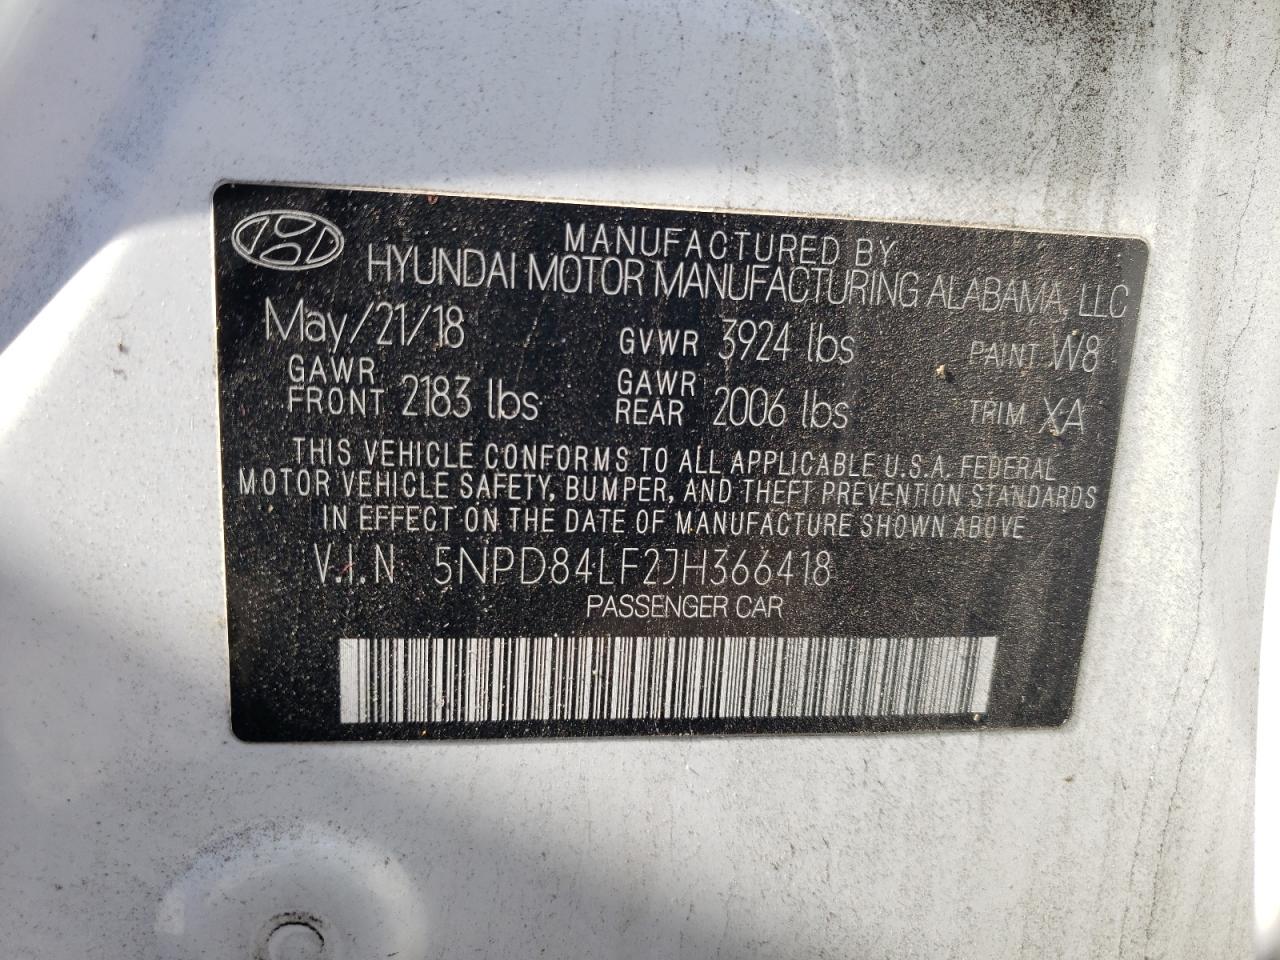 MANUFACTURED BY
HYUNDAI MOTOR MANUFACTURING ALABAMA, LLC
May/21/18 GVWR 3924 lbs PAINT W8
GAWR FRONT 2183 lbs GAWR REAR 2006 lbs TRIM XA
THIS VEHICLE CONFORMS TO ALL APPLICABLE U.S.A. FEDERAL
MOTOR VEHICLE SAFETY, BUMPER, AND THEFT PREVENTION STANDARDS
IN EFFECT ON THE DATE OF MANUFACTURE SHOWN ABOVE
V.I.N 5NPD84LF2JH366418
PASSENGER CAR